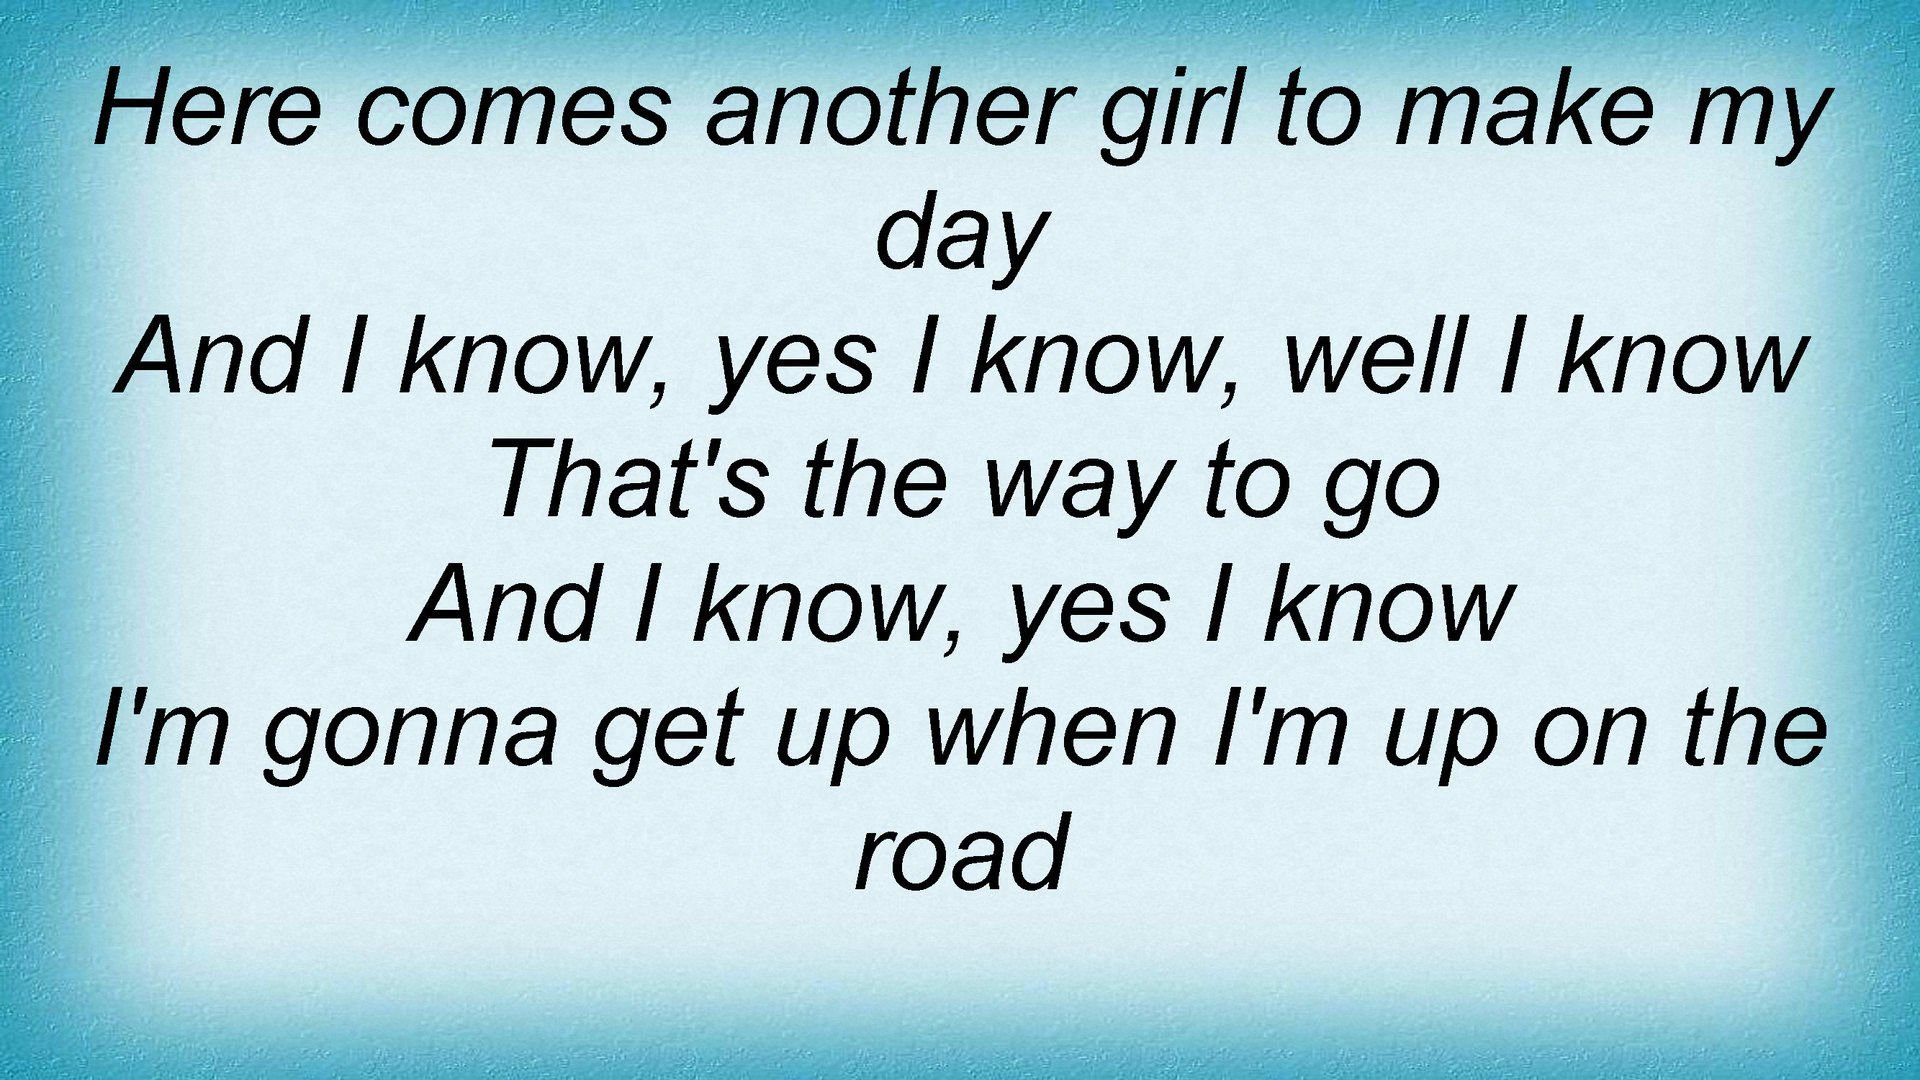 Here comes another girl to make my
day
And I know, yes I know, well I know
That's the way to go
And I know, yes I know
I'm gonna get up when I'm up on the
road